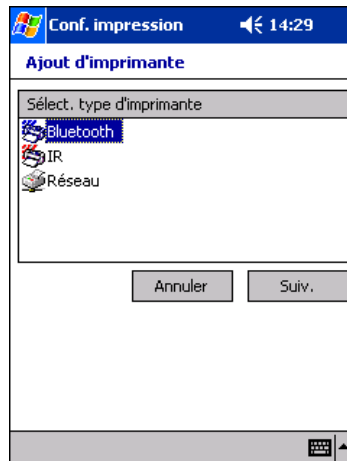 Conf. impression 14:29
Ajout d'imprimante
Sélect. type d'imprimante
Bluetooth
IR
Réseau
Annuler Suiv.